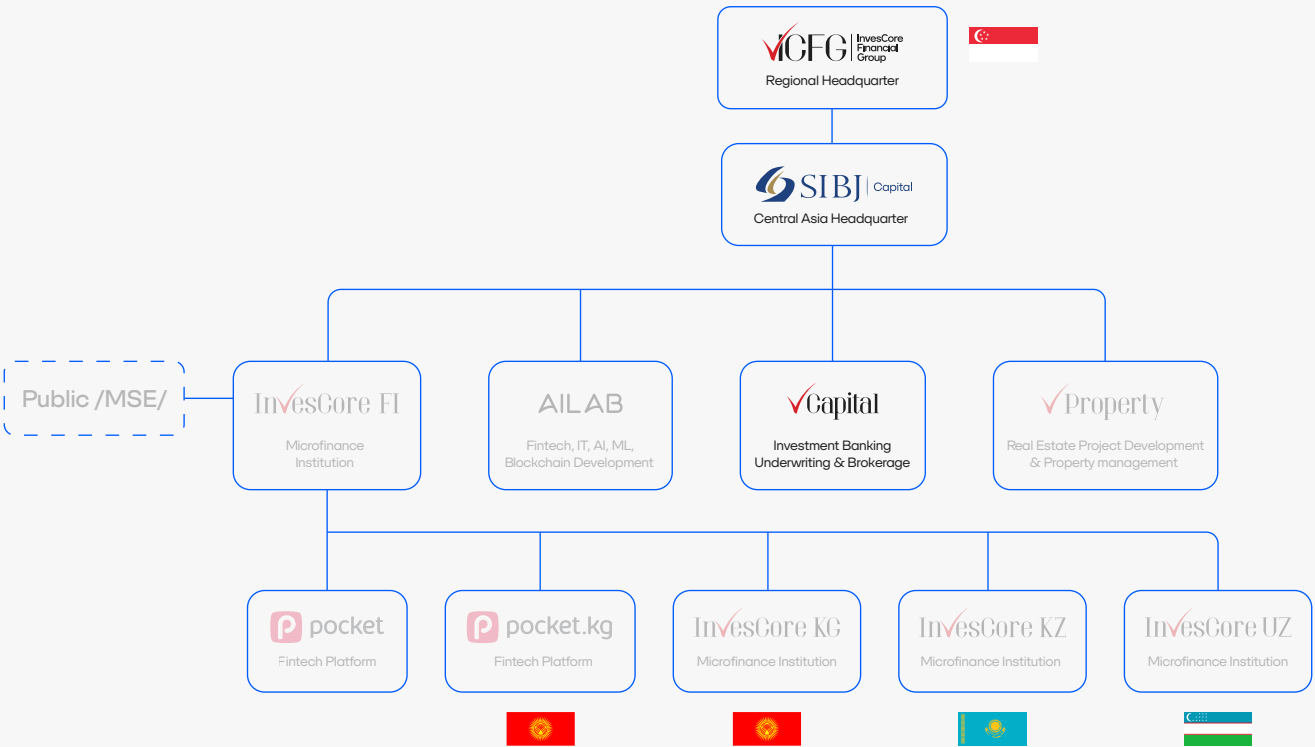 ICFG InvesCore
Financial
Group
Regional Headquarter
SIBJ Capital
Central Asia Headquarter
Public /MSE/
InvesCore FI
Microfinance
Institution
AILAB
Fintech, IT, AI, ML,
Blockchain Development
Capital
Investment Banking
Underwriting & Brokerage
Property
Real Estate Project Development
& Property management
pocket
Fintech Platform
pocket.kg
Fintech Platform
InvesCore KG
Microfinance Institution
InvesCore KZ
Microfinance Institution
InvesCore UZ
Microfinance Institution